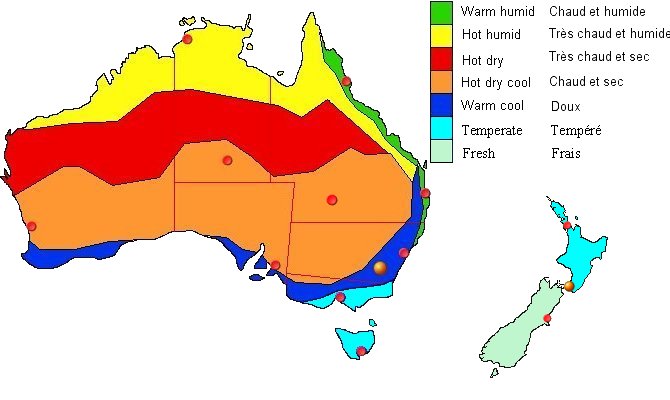 Warm humid Chaud et humide
Hot humid Très chaud et humide
Hot dry Très chaud et sec
Hot dry cool Chaud et sec
Warm cool Doux
Temperate Tempéré
Fresh Frais